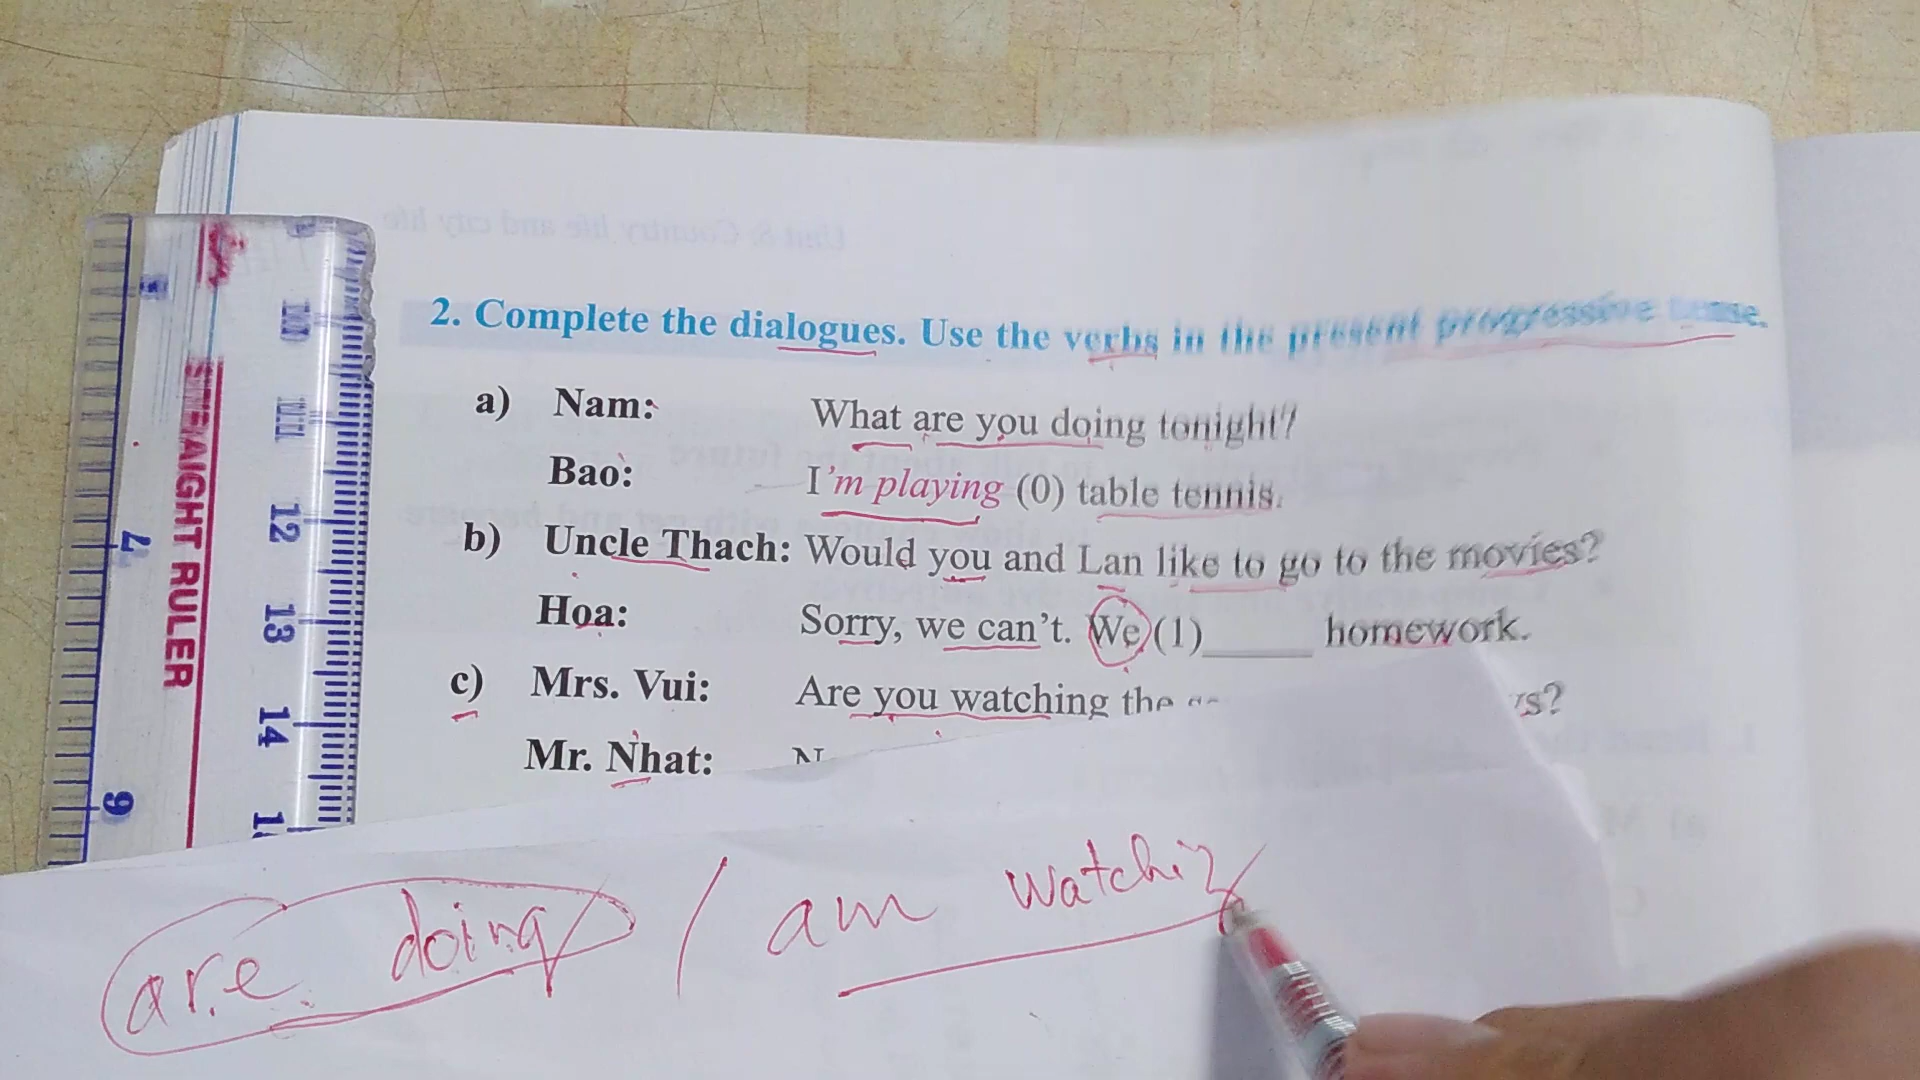 2. Complete the dialogues. Use the verbs in the present progressive tense.
a) Nam: What are you doing tonight?
Bao: I'm playing (0) table tennis.
b) Uncle Thach: Would you and Lan like to go to the movies?
Hoa: Sorry, we can't. We (1)______ homework.
c) Mrs. Vui: Are you watching the
Mr. Nhat:
are doing / am watching
STRAIGHT RULER
12
13
14
7
9